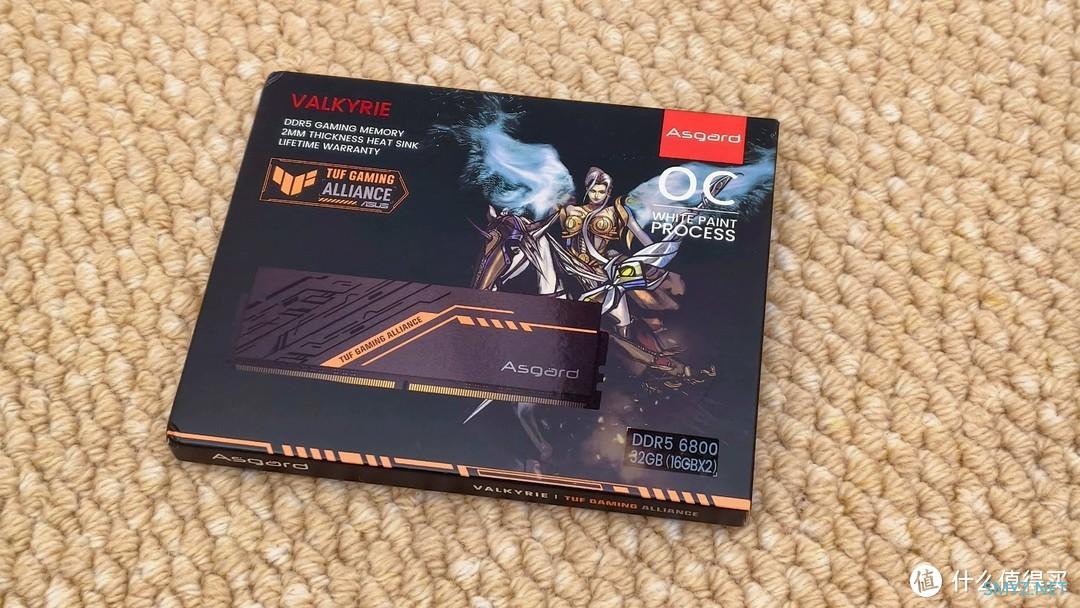 VALKYRIE
DDR5 GAMING MEMORY
2MM THICKNESS HEAT SINK
LIFETIME WARRANTY
TUF GAMING
ALLIANCE
ASUS
Asgard
OC
WHITE PAINT
PROCESS
TUF GAMING ALLIANCE
Asgard
DDR5 6800
32GB (16GBX2)
Asgard
VALKYRIE | TUF GAMING ALLIANCE
值 什么值得买
SHYZ.NET